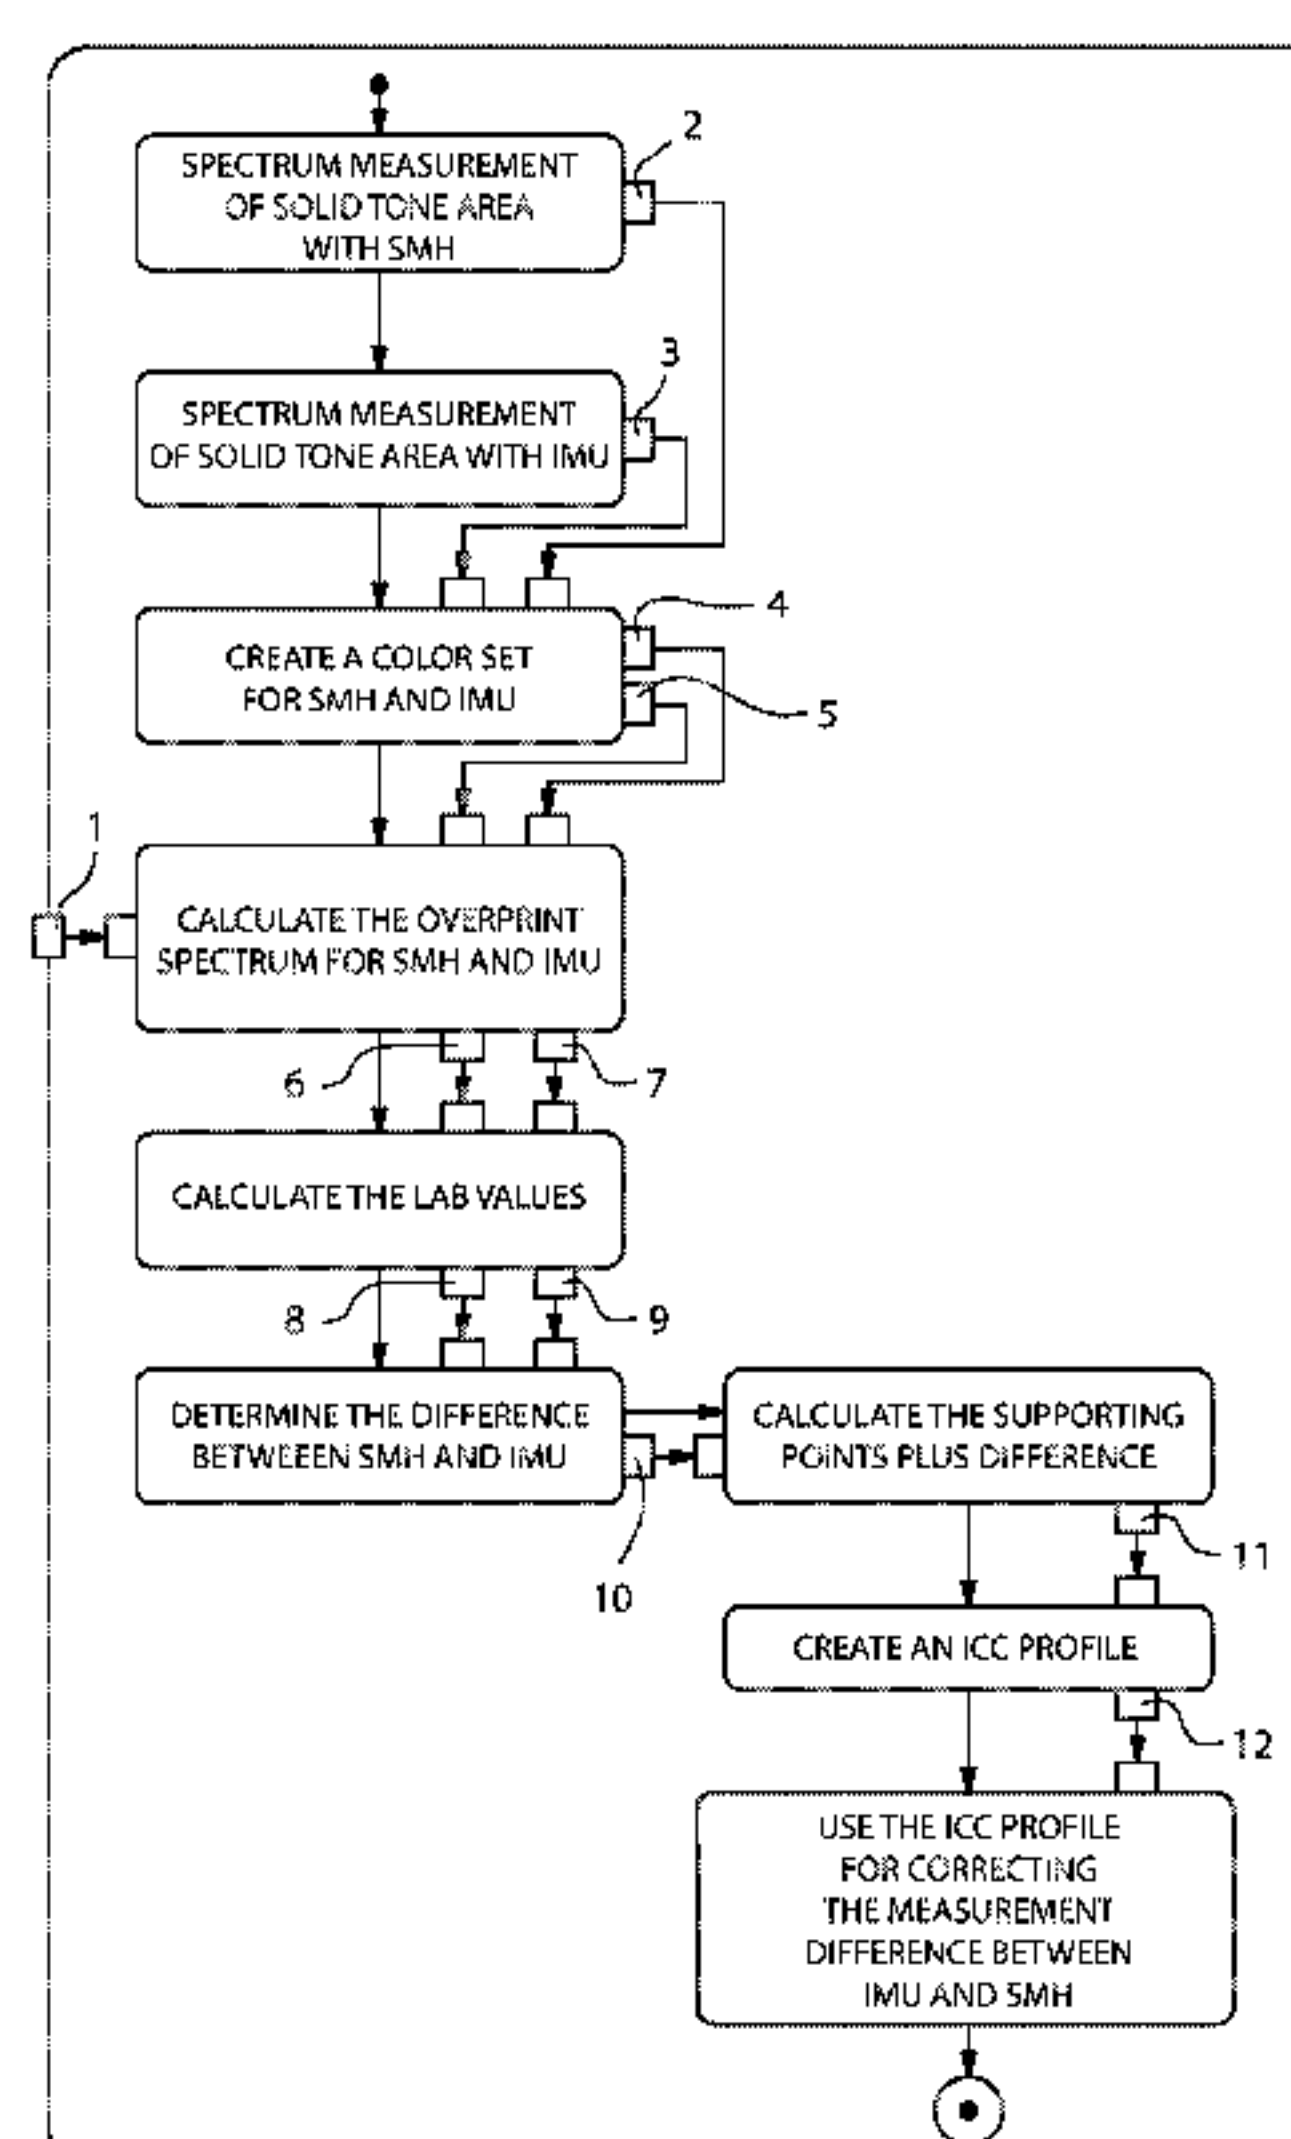 2
SPECTRUM MEASUREMENT
OF SOLID TONE AREA
WITH SMH
3
SPECTRUM MEASUREMENT
OF SOLID TONE AREA WITH IMU
4
CREATE A COLOR SET
FOR SMH AND IMU
5
1
CALCULATE THE OVERPRINT
SPECTRUM FOR SMH AND IMU
6
7
CALCULATE THE LAB VALUES
8
9
DETERMINE THE DIFFERENCE
BETWEEEN SMH AND IMU
CALCULATE THE SUPPORTING
POINTS PLUS DIFFERENCE
10
11
CREATE AN ICC PROFILE
12
USE THE ICC PROFILE
FOR CORRECTING
THE MEASUREMENT
DIFFERENCE BETWEEN
IMU AND SMH